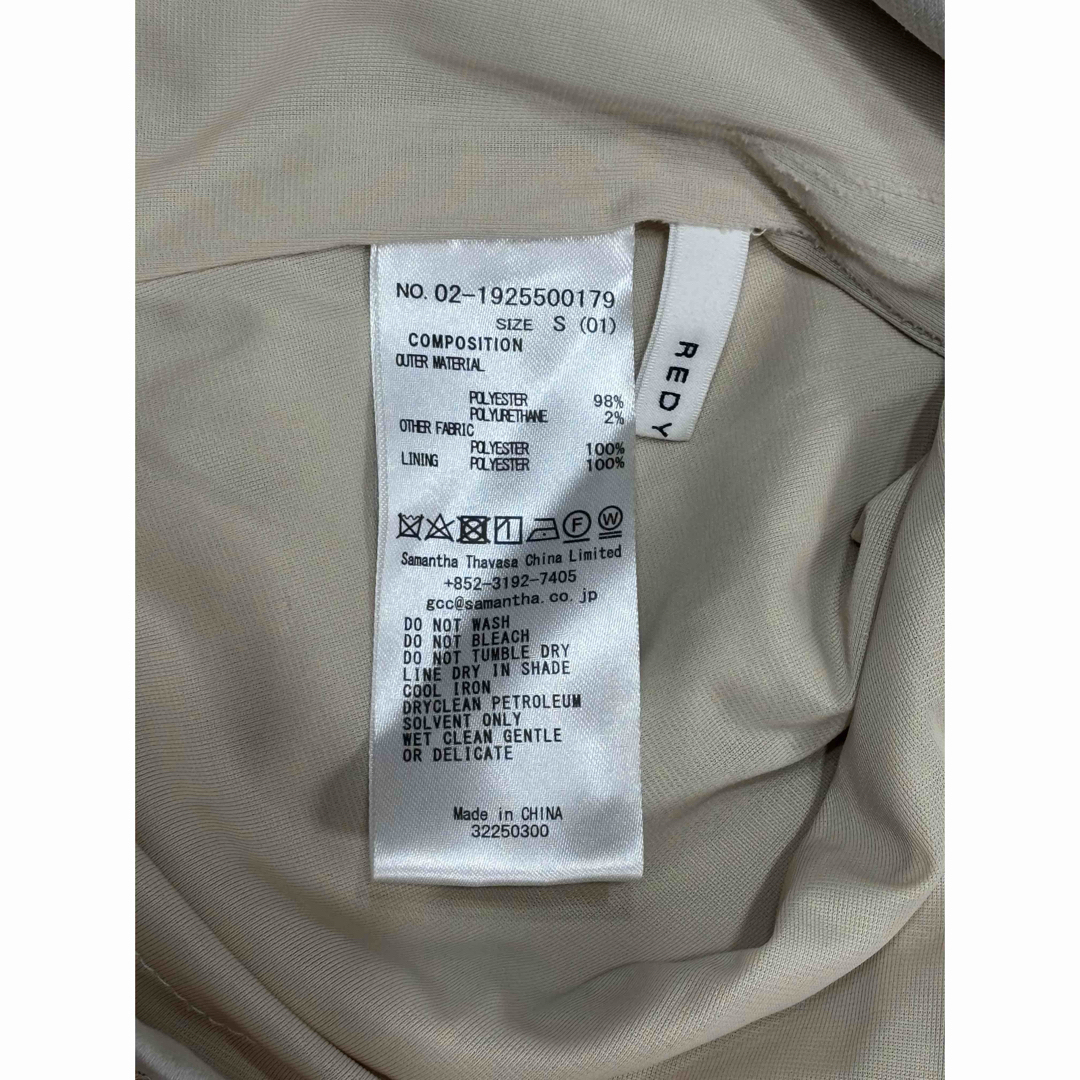 NO. 02-1925500179
SIZE S (01)
COMPOSITION
OUTER MATERIAL
POLYESTER 98%
POLYURETHANE 2%
OTHER FABRIC
POLYESTER 100%
LINING POLYESTER 100%
F W
Samantha Thavasa China Limited
+852-3192-7405
gcc@samantha.co.jp
DO NOT WASH
DO NOT BLEACH
DO NOT TUMBLE DRY
LINE DRY IN SHADE
COOL IRON
DRYCLEAN PETROLEUM
SOLVENT ONLY
WET CLEAN GENTLE
OR DELICATE
Made in CHINA
32250300
REDY